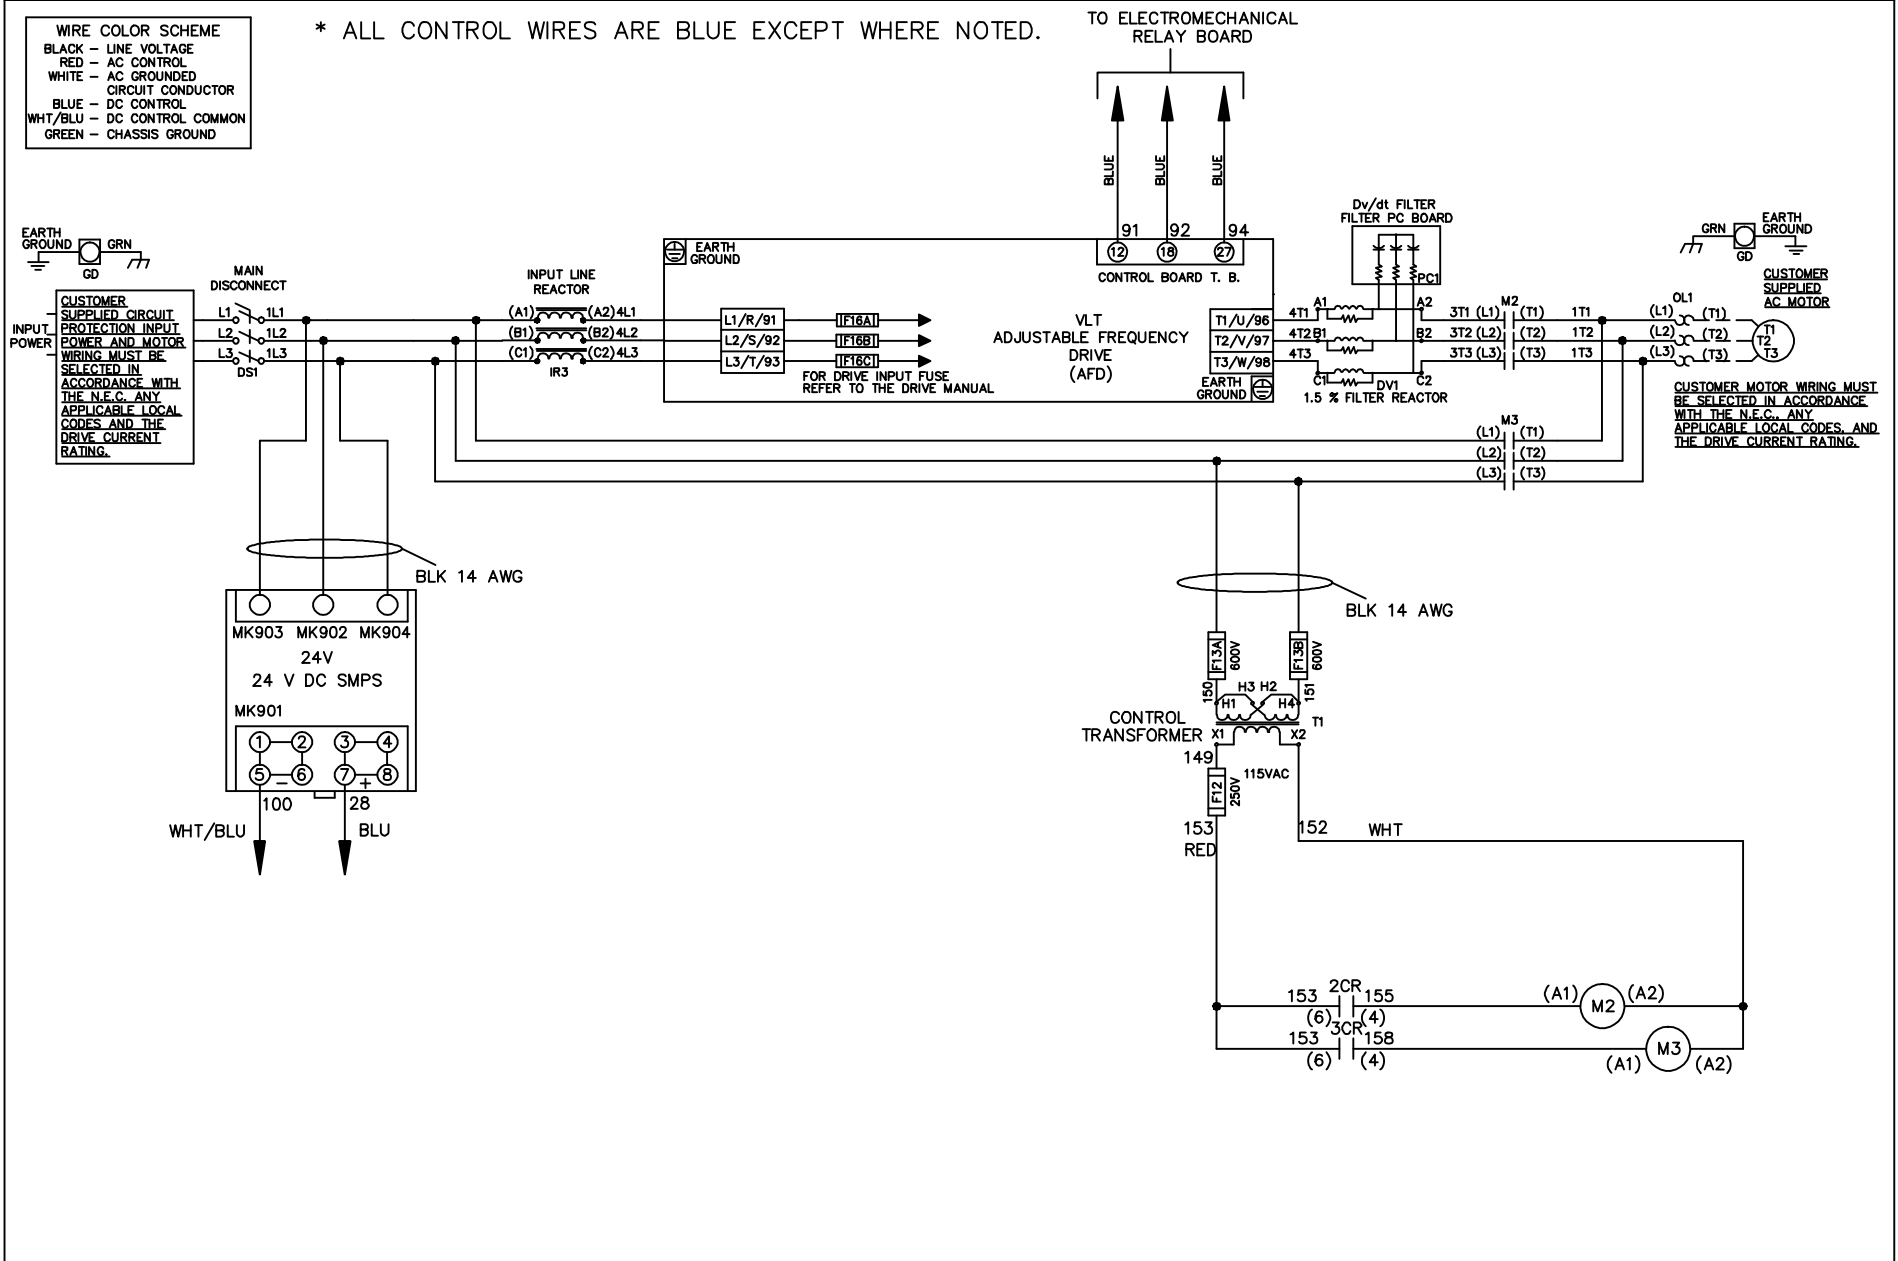 WIRE COLOR SCHEME
BLACK – LINE VOLTAGE
RED – AC CONTROL
WHITE – AC GROUNDED
CIRCUIT CONDUCTOR
BLUE – DC CONTROL
WHT/BLU – DC CONTROL COMMON
GREEN – CHASSIS GROUND
* ALL CONTROL WIRES ARE BLUE EXCEPT WHERE NOTED.
TO ELECTROMECHANICAL
RELAY BOARD
BLUE
BLUE
BLUE
91 92 94
12 18 27
CONTROL BOARD T. B.
EARTH
GROUND
GRN
GD
INPUT
POWER
CUSTOMER
SUPPLIED CIRCUIT
PROTECTION INPUT
POWER AND MOTOR
WIRING MUST BE
SELECTED IN
ACCORDANCE WITH
THE N.E.C. ANY
APPLICABLE LOCAL
CODES AND THE
DRIVE CURRENT
RATING.
MAIN
DISCONNECT
L1 1L1
L2 1L2
L3 1L3
DS1
INPUT LINE
REACTOR
(A1) (A2) 4L1
(B1) (B2) 4L2
(C1) (C2) 4L3
IR3
EARTH
GROUND
L1/R/91
L2/S/92
L3/T/93
IF16A
IF16B
IF16C
FOR DRIVE INPUT FUSE
REFER TO THE DRIVE MANUAL
VLT
ADJUSTABLE FREQUENCY
DRIVE
(AFD)
T1/U/96
T2/V/97
T3/W/98
EARTH
GROUND
Dv/dt FILTER
FILTER PC BOARD
PC1
4T1 A1 A2
4T2 B1 B2
4T3
C1 C2
DV1
1.5 % FILTER REACTOR
M2
3T1 (L1) (T1) 1T1
3T2 (L2) (T2) 1T2
3T3 (L3) (T3) 1T3
OL1
(L1) (T1)
(L2) (T2)
(L3) (T3)
GRN
EARTH
GROUND
GD
CUSTOMER
SUPPLIED
AC MOTOR
T1
T2
T3
CUSTOMER MOTOR WIRING MUST
BE SELECTED IN ACCORDANCE
WITH THE N.E.C., ANY
APPLICABLE LOCAL CODES, AND
THE DRIVE CURRENT RATING.
M3
(L1) (T1)
(L2) (T2)
(L3) (T3)
BLK 14 AWG
MK903 MK902 MK904
24V
24 V DC SMPS
MK901
1 2 3 4
5 6 7 8
– +
100 28
WHT/BLU BLU
BLK 14 AWG
F13A
600V
F13B
600V
150
151
H3 H2
H1 H4
T1
CONTROL
TRANSFORMER
X1 X2
149
115VAC
F12
250V
153
RED
152 WHT
2CR
153 155
(6) (4)
(A1) M2 (A2)
3CR
153 158
(6) (4)
(A1) M3 (A2)